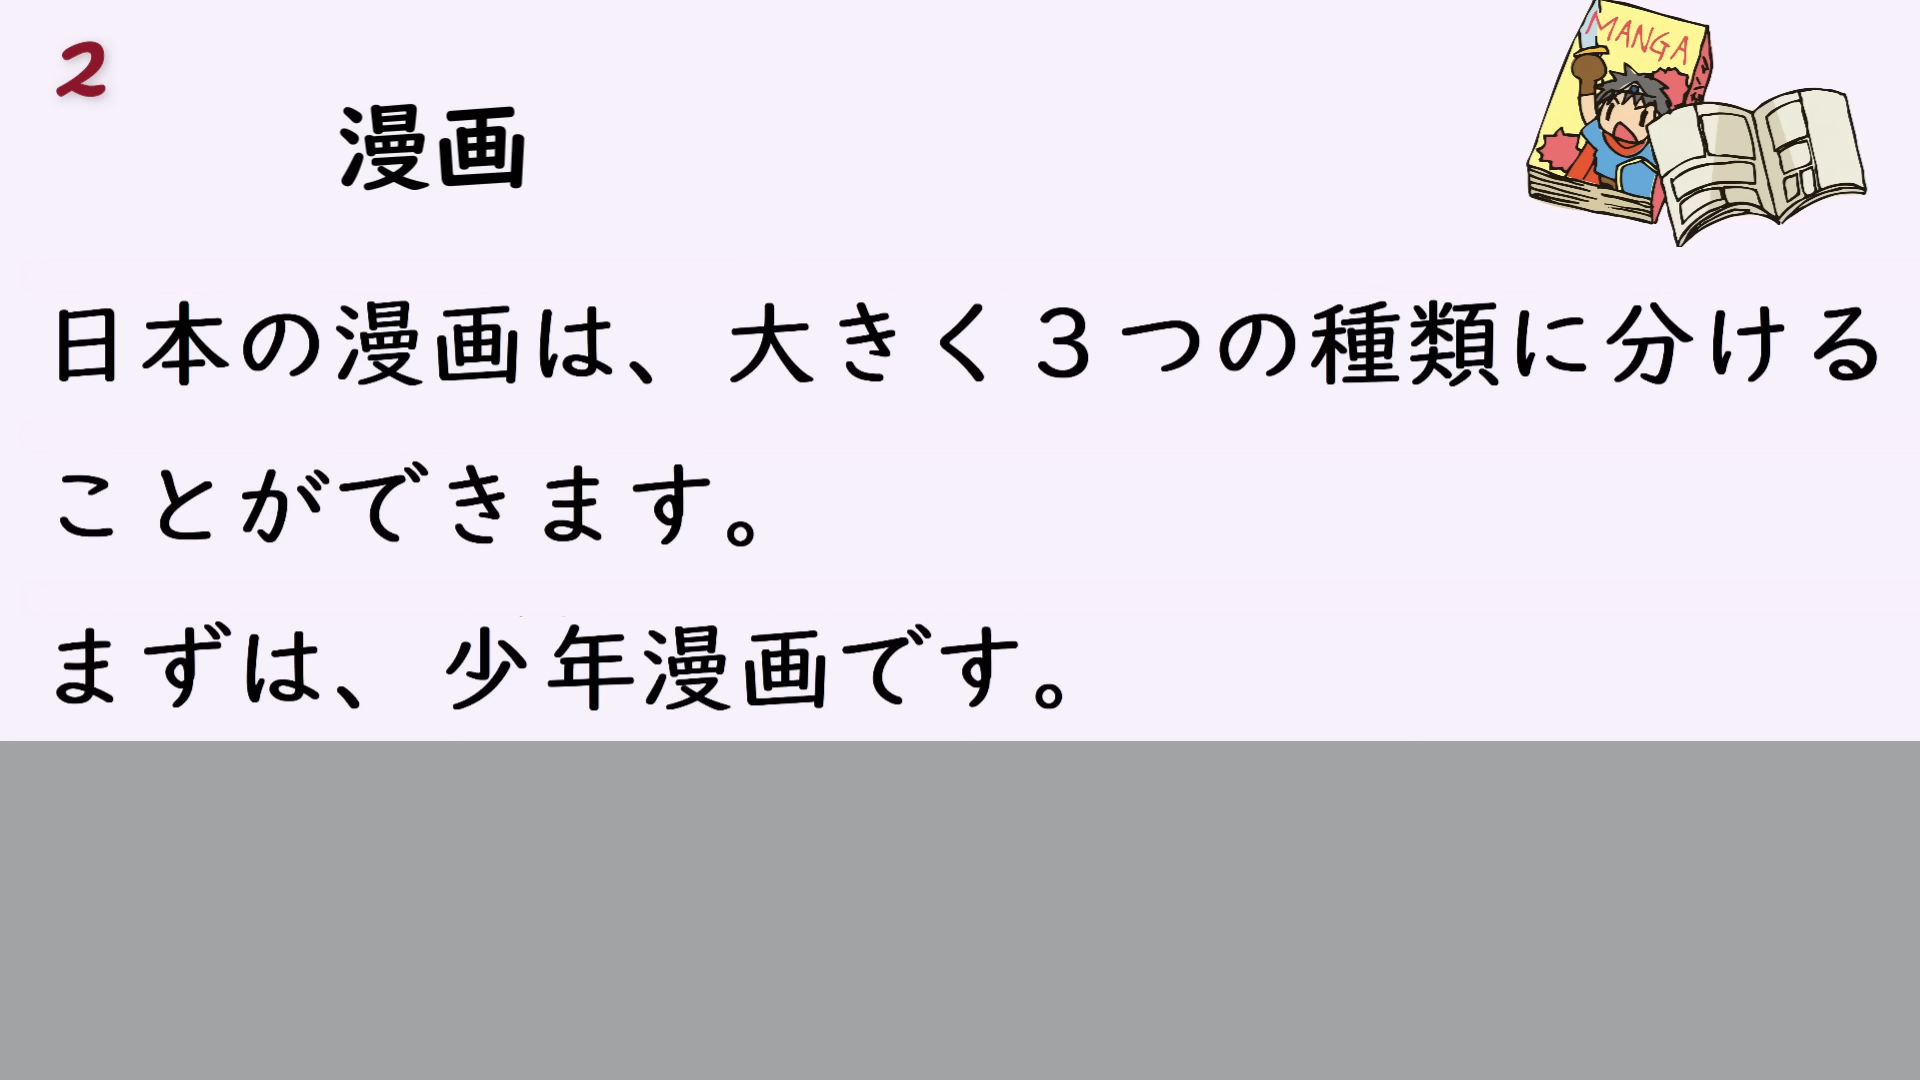 2
MANGA
漫画
日本の漫画は、大きく３つの種類に分ける
ことができます。
まずは、少年漫画です。